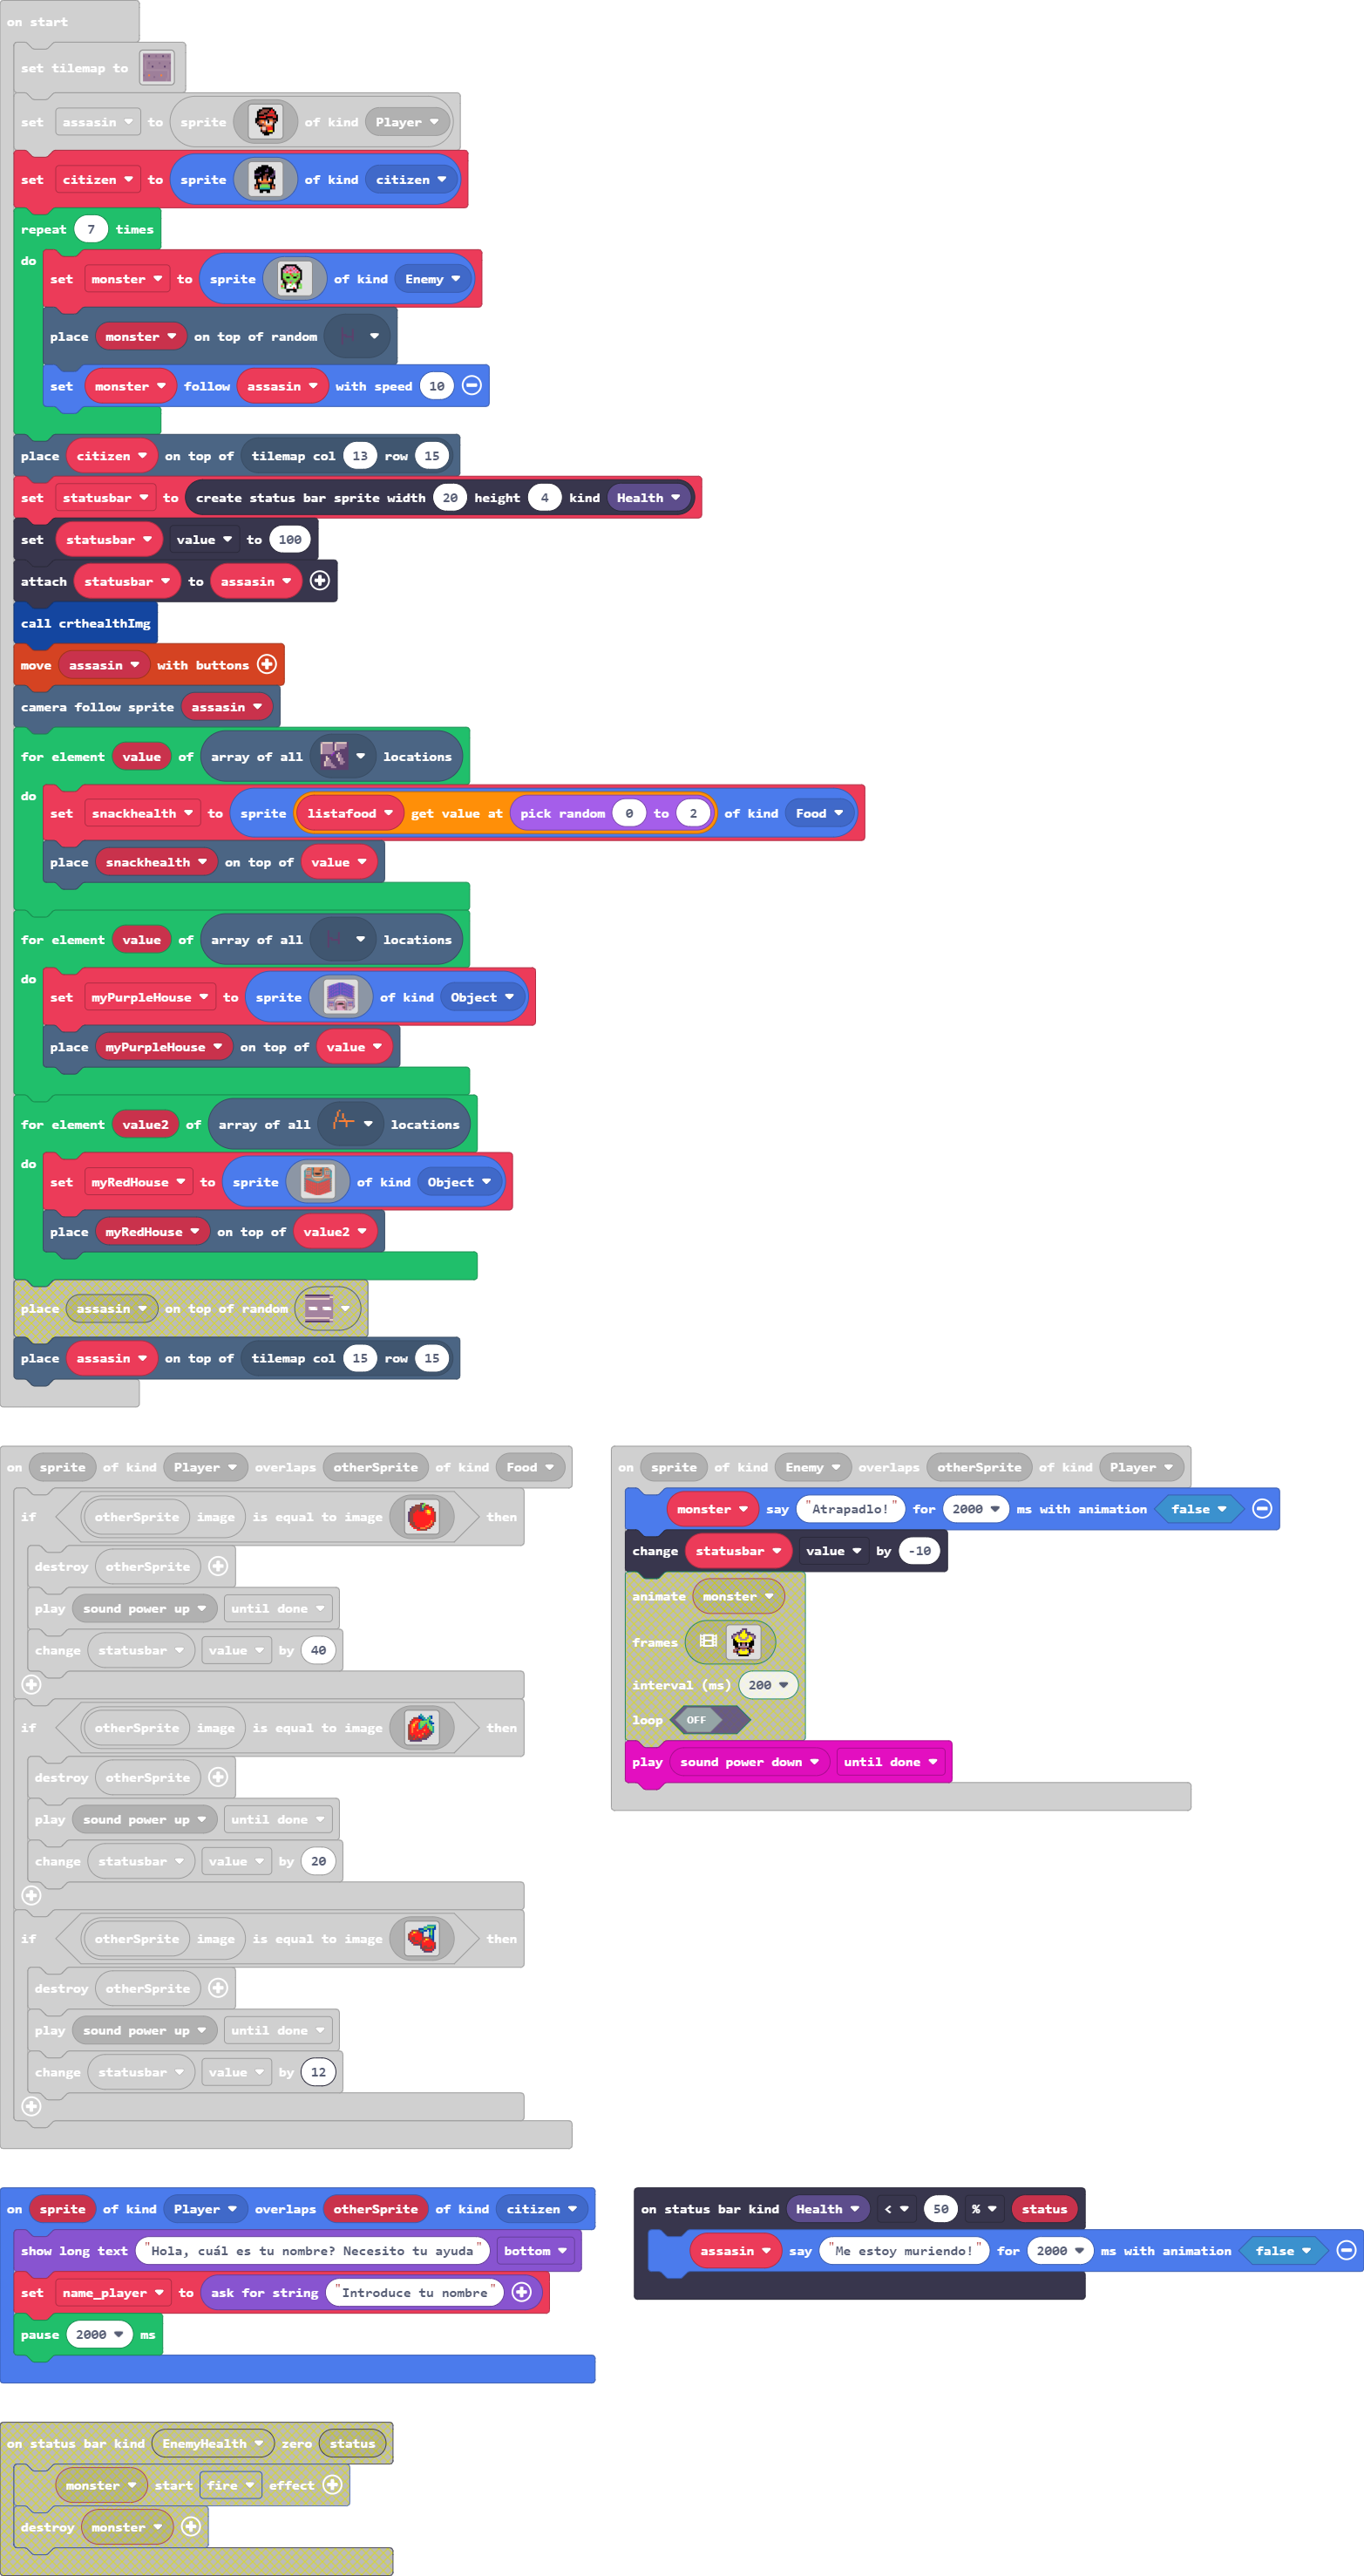 on start
set tilemap to
set assasin to sprite of kind Player
set citizen to sprite of kind citizen
repeat 7 times
do
set monster to sprite of kind Enemy
place monster on top of random
set monster follow assasin with speed 10
place citizen on top of tilemap col 13 row 15
set statusbar to create status bar sprite width 20 height 4 kind Health
set statusbar value to 100
attach statusbar to assasin
call crthealthImg
move assasin with buttons
camera follow sprite assasin
for element value of array of all locations
do
set snackhealth to sprite listafood get value at pick random 0 to 2 of kind Food
place snackhealth on top of value
for element value of array of all locations
do
set myPurpleHouse to sprite of kind Object
place myPurpleHouse on top of value
for element value2 of array of all locations
do
set myRedHouse to sprite of kind Object
place myRedHouse on top of value2
place assasin on top of random
place assasin on top of tilemap col 15 row 15
on sprite of kind Player overlaps otherSprite of kind Food
if otherSprite image is equal to image then
destroy otherSprite
play sound power up until done
change statusbar value by 40
if otherSprite image is equal to image then
destroy otherSprite
play sound power up until done
change statusbar value by 20
if otherSprite image is equal to image then
destroy otherSprite
play sound power up until done
change statusbar value by 12
on sprite of kind Enemy overlaps otherSprite of kind Player
monster say "Atrapadlo!" for 2000 ms with animation false
change statusbar value by -10
animate monster
frames
interval (ms) 200
loop OFF
play sound power down until done
on sprite of kind Player overlaps otherSprite of kind citizen
show long text "Hola, cuál es tu nombre? Necesito tu ayuda" bottom
set name_player to ask for string "Introduce tu nombre"
pause 2000 ms
on status bar kind Health < 50 % status
assasin say "Me estoy muriendo!" for 2000 ms with animation false
on status bar kind EnemyHealth zero status
monster start fire effect
destroy monster